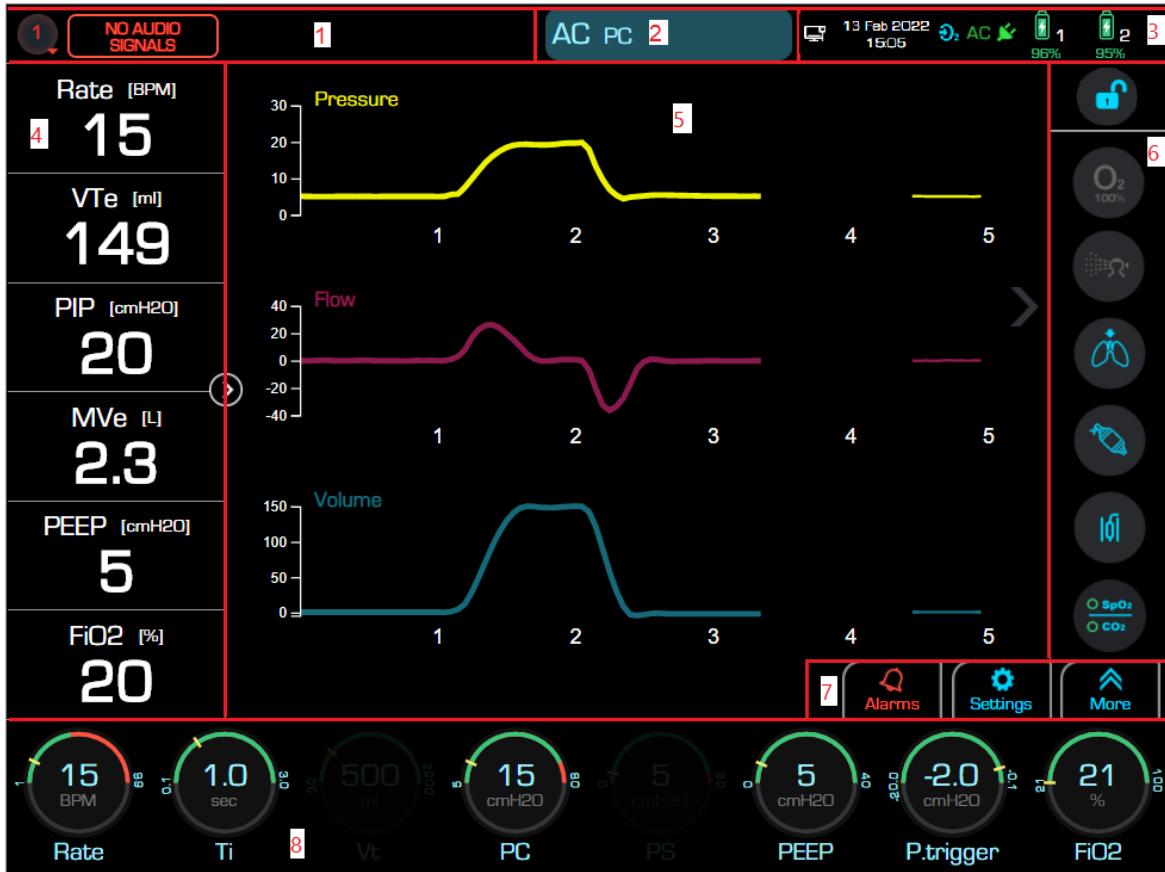 1
NO AUDIO
SIGNALS
1
AC PC 2
13 Feb 2022
15:05
O₂ AC
1
96%
2
95%
3
Rate [BPM]
4
15
VTe [ml]
149
PIP [cmH2O]
20
MVe [L]
2.3
PEEP [cmH2O]
5
FiO2 [%]
20
Pressure
5
30
20
10
0
1 2 3 4 5
Flow
40
20
0
-20
-40
1 2 3 4 5
Volume
150
100
50
0
1 2 3 4 5
6
O₂
100%
SpO₂
CO₂
7
Alarms
Settings
More
1 15 99
BPM
Rate
0.1 1.0 3.0
sec
Ti
8
500
ml
Vt
5 15 80
cmH2O
PC
0 5 80
cmH2O
PS
0 5 40
cmH2O
PEEP
-20.0 -2.0 -0.1
cmH2O
P.trigger
21 21 100
%
FiO2